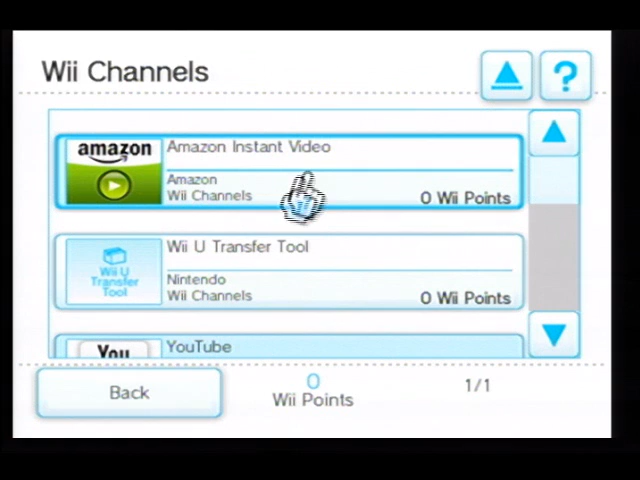 Wii Channels
?
amazon
Amazon Instant Video
Amazon
Wii Channels
0 Wii Points
Wii U
Transfer
Tool
Wii U Transfer Tool
Nintendo
Wii Channels
0 Wii Points
You
YouTube
Back
0
Wii Points
1/1